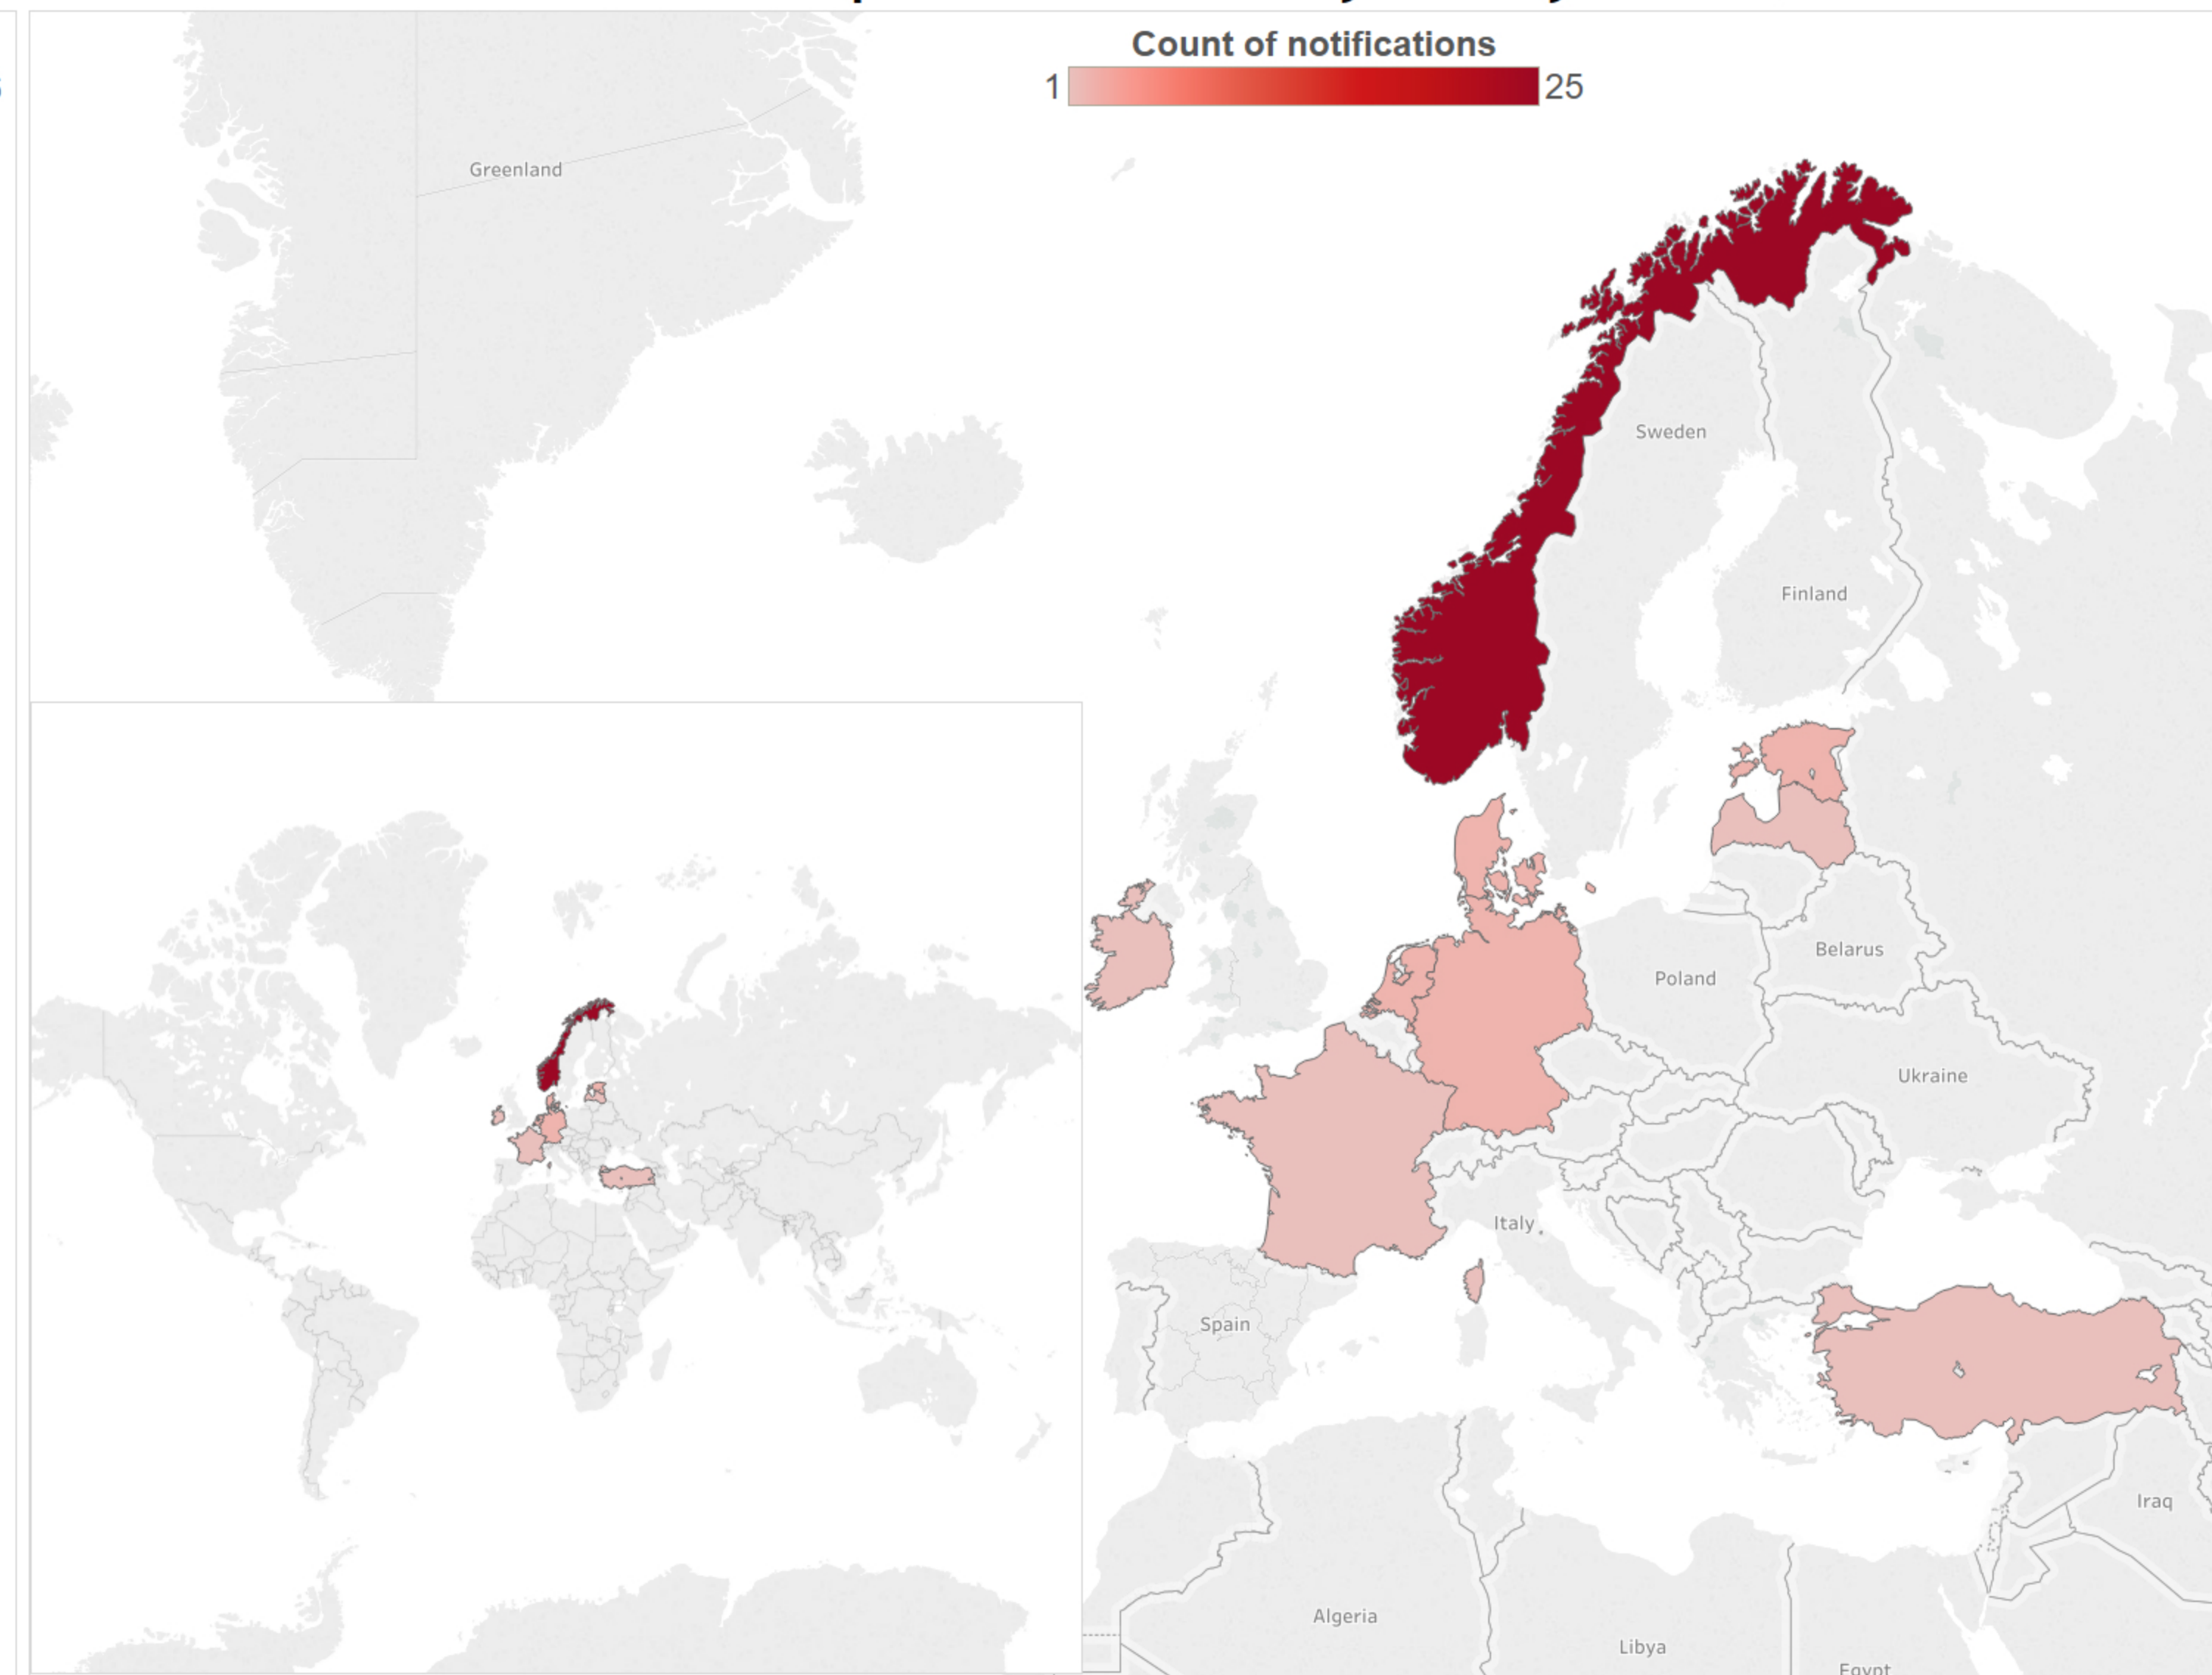 Count of notifications
1 25
Greenland
Sweden
Finland
Belarus
Poland
Ukraine
Italy
Spain
Iraq
Algeria
Libya